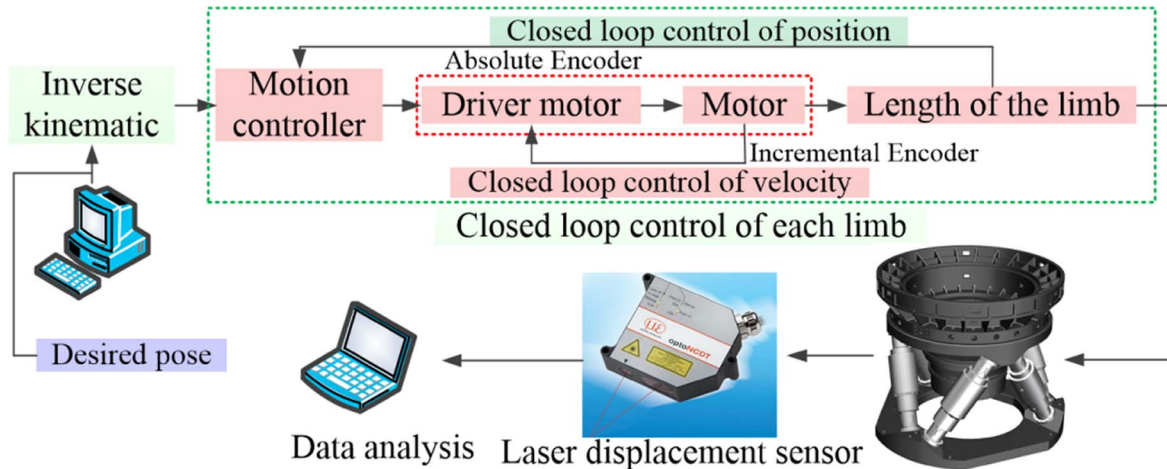 Closed loop control of position
Absolute Encoder
Inverse
kinematic
Motion
controller
Driver motor
Motor
Length of the limb
Incremental Encoder
Closed loop control of velocity
Closed loop control of each limb
optoNCDT
Desired pose
Data analysis
Laser displacement sensor